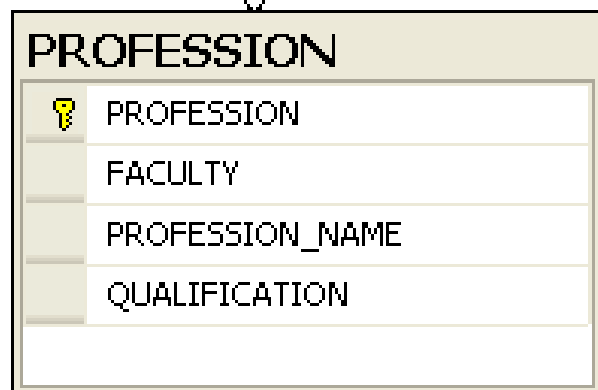 PROFESSION
PROFESSION
FACULTY
PROFESSION_NAME
QUALIFICATION